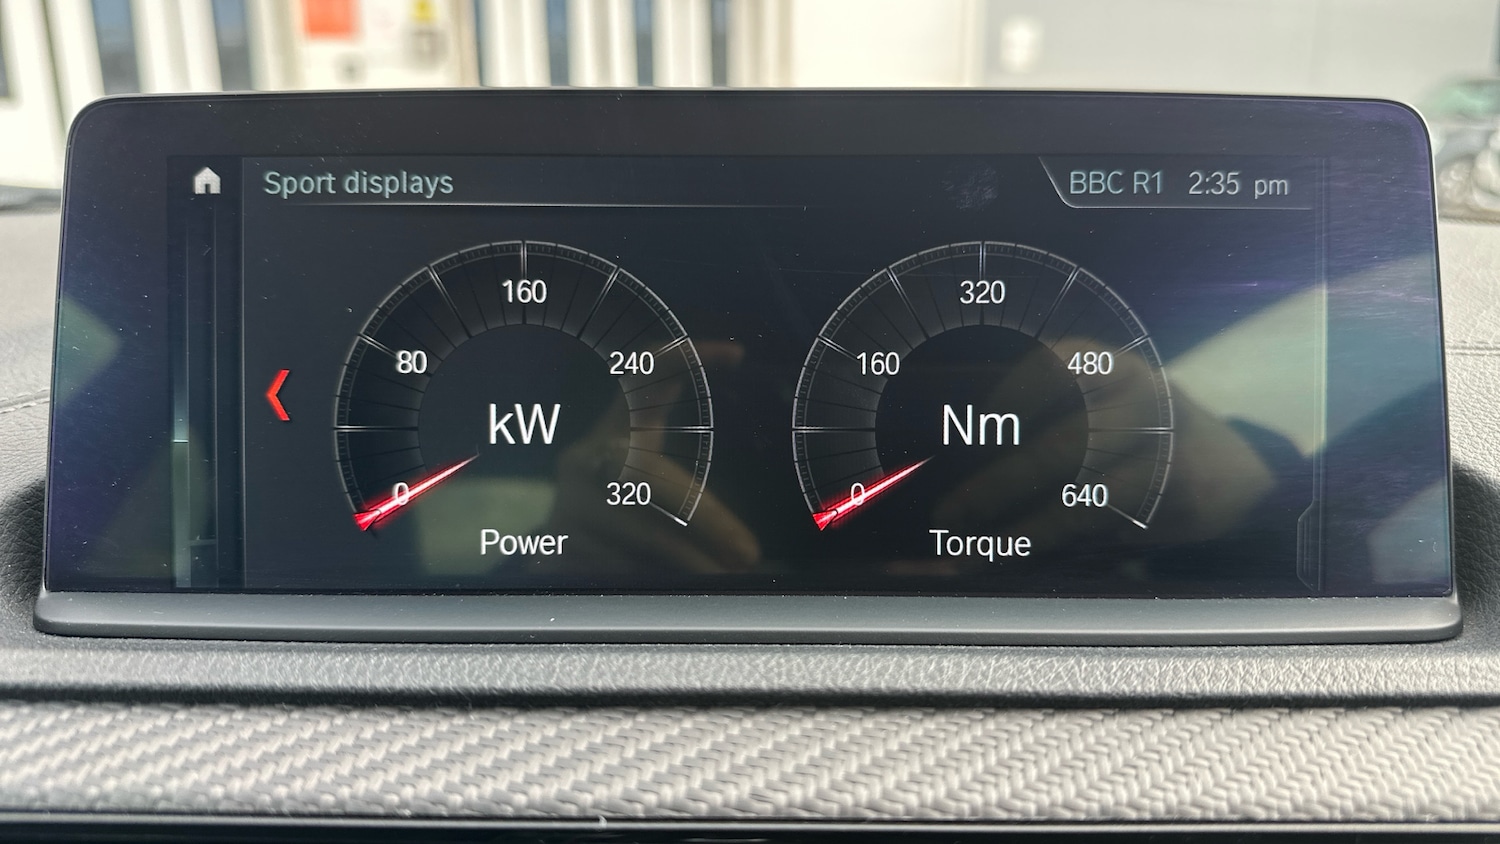 Sport displays
BBC R1 2:35 pm
160
80
240
kW
0
320
Power
320
160
480
Nm
0
640
Torque